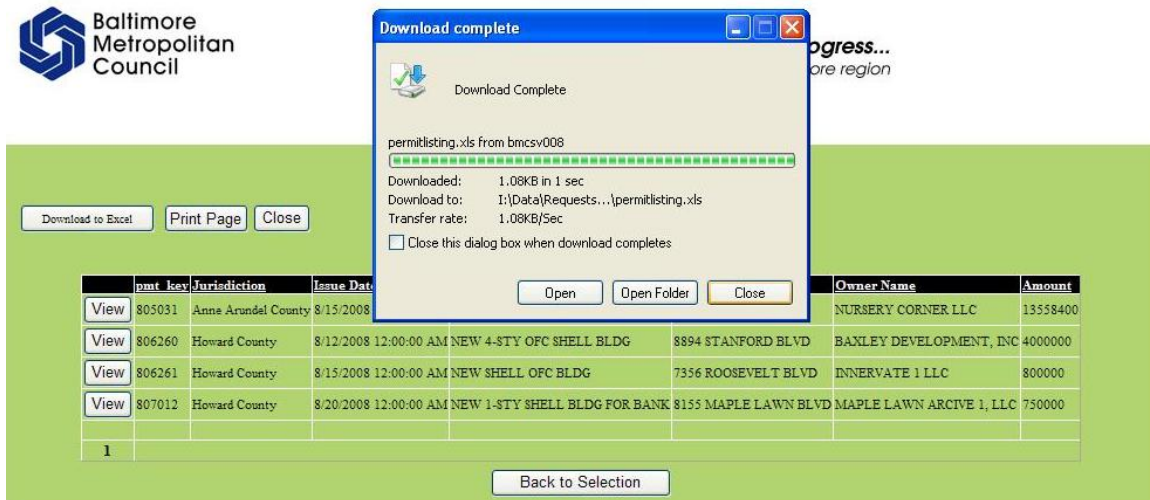 Baltimore
Metropolitan
Council
Download complete
ogress...
ore region
Download Complete
permitlisting.xls from bmcsv008
Downloaded: 1.08KB in 1 sec
Download to: I:\Data\Requests...\permitlisting.xls
Transfer rate: 1.08KB/Sec
Close this dialog box when download completes
Open Open Folder Close
Download to Excel Print Page Close
pmt_key Jurisdiction Issue Date Owner Name Amount
View 805031 Anne Arundel County 8/15/2008 NURSERY CORNER LLC 13558400
View 806260 Howard County 8/12/2008 12:00:00 AM NEW 4-STY OFC SHELL BLDG 8894 STANFORD BLVD BAXLEY DEVELOPMENT, INC 4000000
View 806261 Howard County 8/15/2008 12:00:00 AM NEW SHELL OFC BLDG 7356 ROOSEVELT BLVD INNERVATE 1 LLC 800000
View 807012 Howard County 8/20/2008 12:00:00 AM NEW 1-STY SHELL BLDG FOR BANK 8155 MAPLE LAWN BLVD MAPLE LAWN ARCIVE 1, LLC 750000
1
Back to Selection